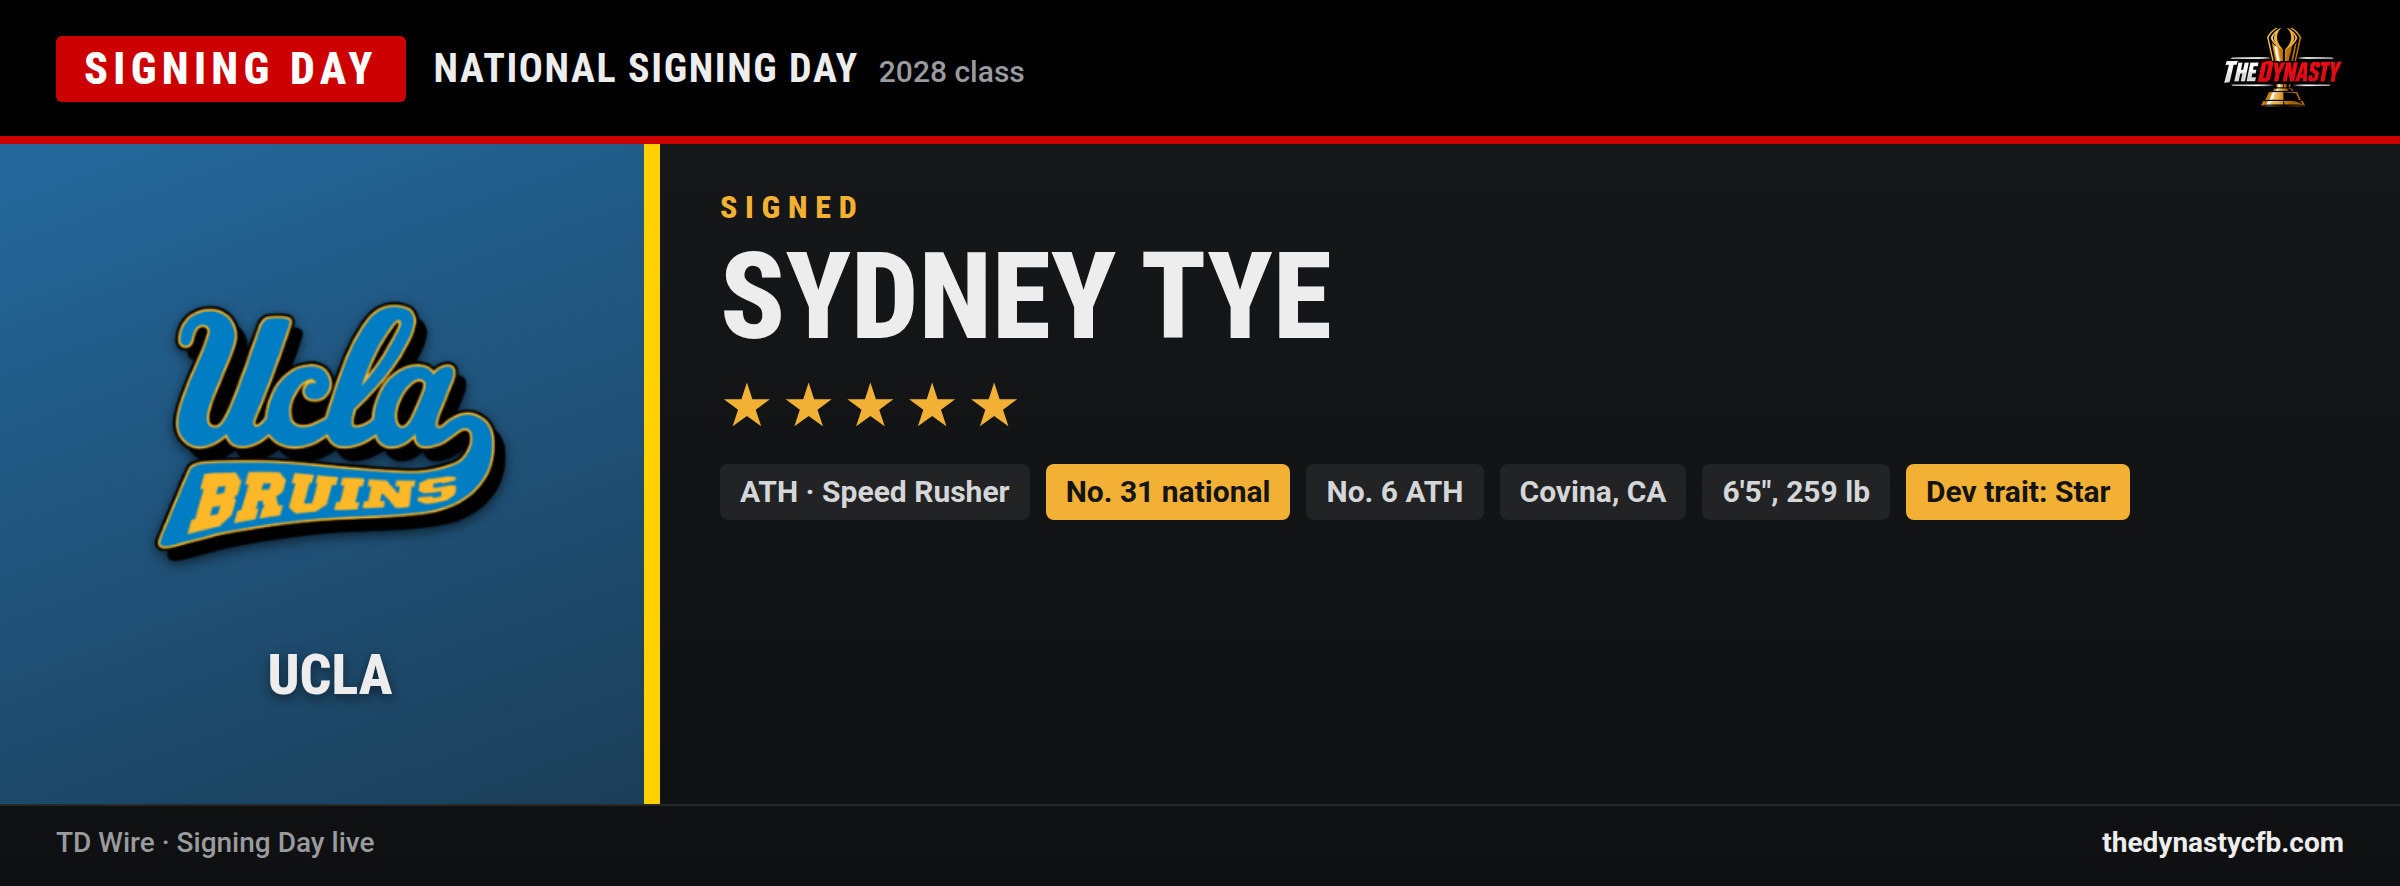 SIGNING DAY NATIONAL SIGNING DAY 2028 class
THE DYNASTY
Ucla
BRUINS
UCLA
SIGNED
SYDNEY TYE
★★★★★
ATH · Speed Rusher No. 31 national No. 6 ATH Covina, CA 6'5", 259 lb Dev trait: Star
TD Wire · Signing Day live thedynastycfb.com